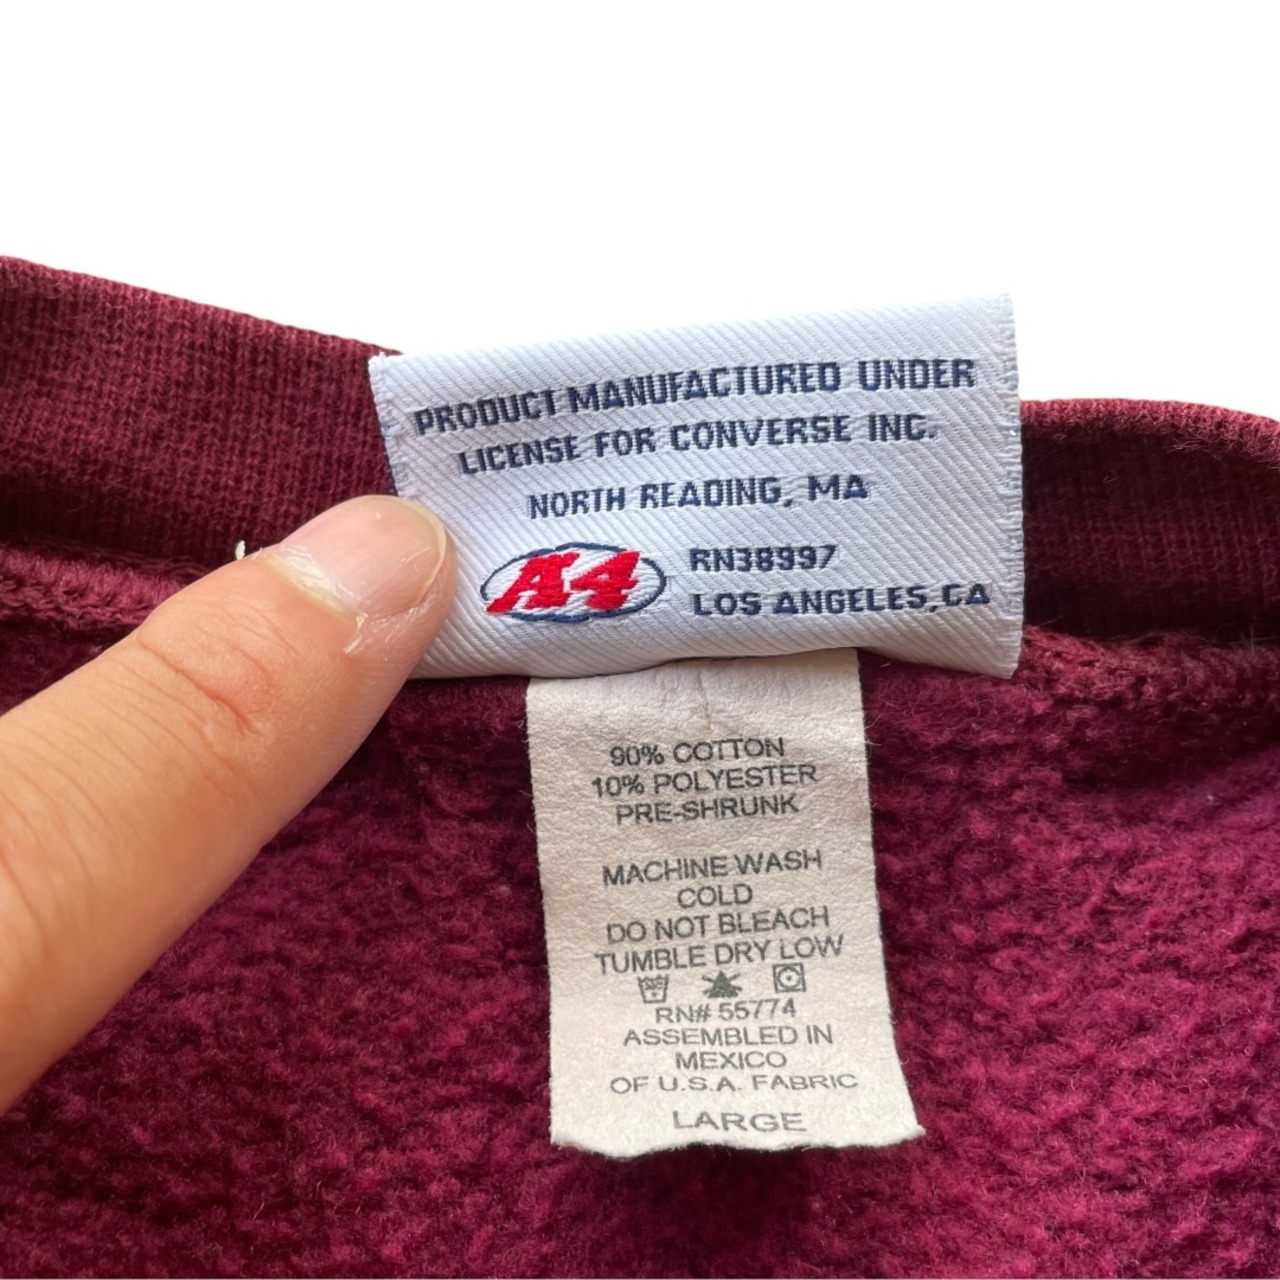 PRODUCT MANUFACTURED UNDER
LICENSE FOR CONVERSE INC.
NORTH READING, MA
A4
RN38997
LOS ANGELES, CA
90% COTTON
10% POLYESTER
PRE-SHRUNK
MACHINE WASH
COLD
DO NOT BLEACH
TUMBLE DRY LOW
RN# 55774
ASSEMBLED IN
MEXICO
OF U.S.A. FABRIC
LARGE